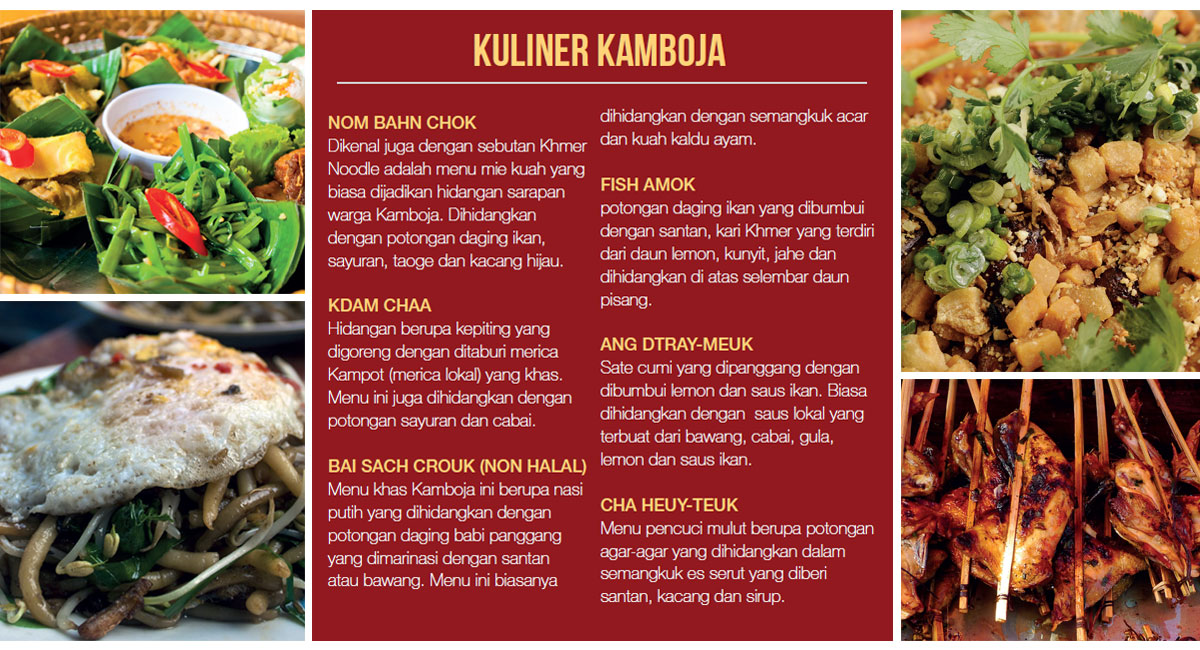 KULINER KAMBOJA
NOM BAHN CHOK
Dikenal juga dengan sebutan Khmer
Noodle adalah menu mie kuah yang
biasa dijadikan hidangan sarapan
warga Kamboja. Dihidangkan
dengan potongan daging ikan,
sayuran, taoge dan kacang hijau.
KDAM CHAA
Hidangan berupa kepiting yang
digoreng dengan ditaburi merica
Kampot (merica lokal) yang khas.
Menu ini juga dihidangkan dengan
potongan sayuran dan cabai.
BAI SACH CROUK (NON HALAL)
Menu khas Kamboja ini berupa nasi
putih yang dihidangkan dengan
potongan daging babi panggang
yang dimarinasi dengan santan
atau bawang. Menu ini biasanya
dihidangkan dengan semangkuk acar
dan kuah kaldu ayam.
FISH AMOK
potongan daging ikan yang dibumbui
dengan santan, kari Khmer yang terdiri
dari daun lemon, kunyit, jahe dan
dihidangkan di atas selembar daun
pisang.
ANG DTRAY-MEUK
Sate cumi yang dipanggang dengan
dibumbui lemon dan saus ikan. Biasa
dihidangkan dengan  saus lokal yang
terbuat dari bawang, cabai, gula,
lemon dan saus ikan.
CHA HEUY-TEUK
Menu pencuci mulut berupa potongan
agar-agar yang dihidangkan dalam
semangkuk es serut yang diberi
santan, kacang dan sirup.